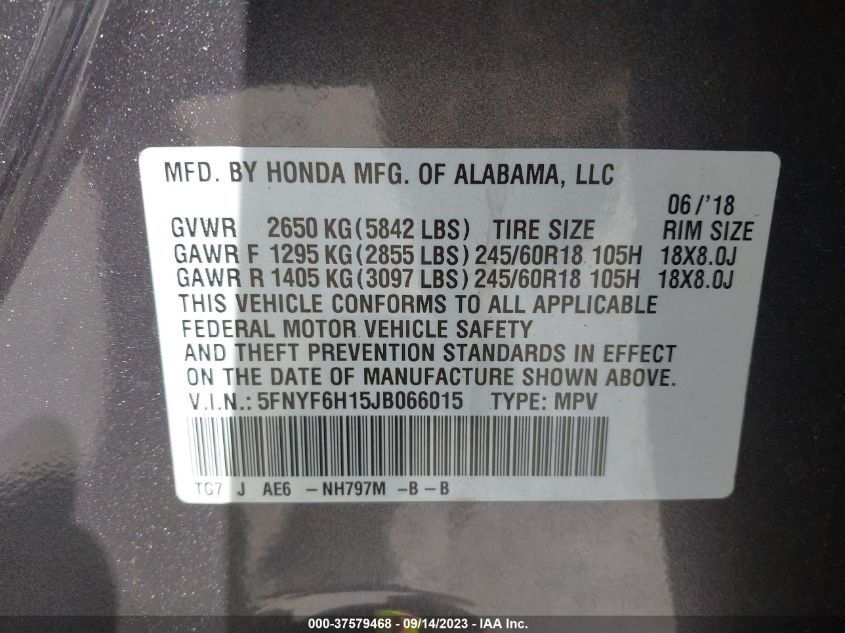 MFD. BY HONDA MFG. OF ALABAMA, LLC
06/'18
GVWR 2650 KG(5842 LBS) TIRE SIZE RIM SIZE
GAWR F 1295 KG(2855 LBS) 245/60R18 105H 18X8.0J
GAWR R 1405 KG(3097 LBS) 245/60R18 105H 18X8.0J
THIS VEHICLE CONFORMS TO ALL APPLICABLE
FEDERAL MOTOR VEHICLE SAFETY
AND THEFT PREVENTION STANDARDS IN EFFECT
ON THE DATE OF MANUFACTURE SHOWN ABOVE.
V.I.N.: 5FNYF6H15JB066015 TYPE: MPV
TG7 J AE6 -NH797M -B-B
000-37579468 - 09/14/2023 - IAA Inc.